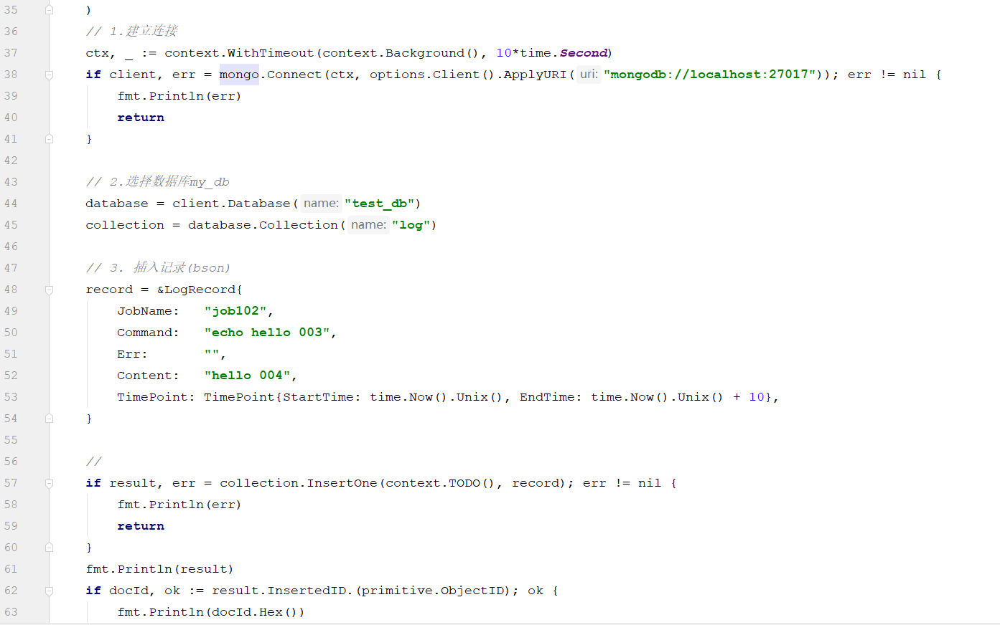 35 )
36 // 1.建立连接
37 ctx, _ := context.WithTimeout(context.Background(), 10*time.Second)
38 if client, err = mongo.Connect(ctx, options.Client().ApplyURI( uri: "mongodb://localhost:27017")); err != nil {
39 fmt.Println(err)
40 return
41 }
42
43 // 2.选择数据库my_db
44 database = client.Database( name: "test_db")
45 collection = database.Collection( name: "log")
46
47 // 3. 插入记录(bson)
48 record = &LogRecord{
49 JobName: "job102",
50 Command: "echo hello 003",
51 Err: "",
52 Content: "hello 004",
53 TimePoint: TimePoint{StartTime: time.Now().Unix(), EndTime: time.Now().Unix() + 10},
54 }
55
56 //
57 if result, err = collection.InsertOne(context.TODO(), record); err != nil {
58 fmt.Println(err)
59 return
60 }
61 fmt.Println(result)
62 if docId, ok := result.InsertedID.(primitive.ObjectID); ok {
63 fmt.Println(docId.Hex())